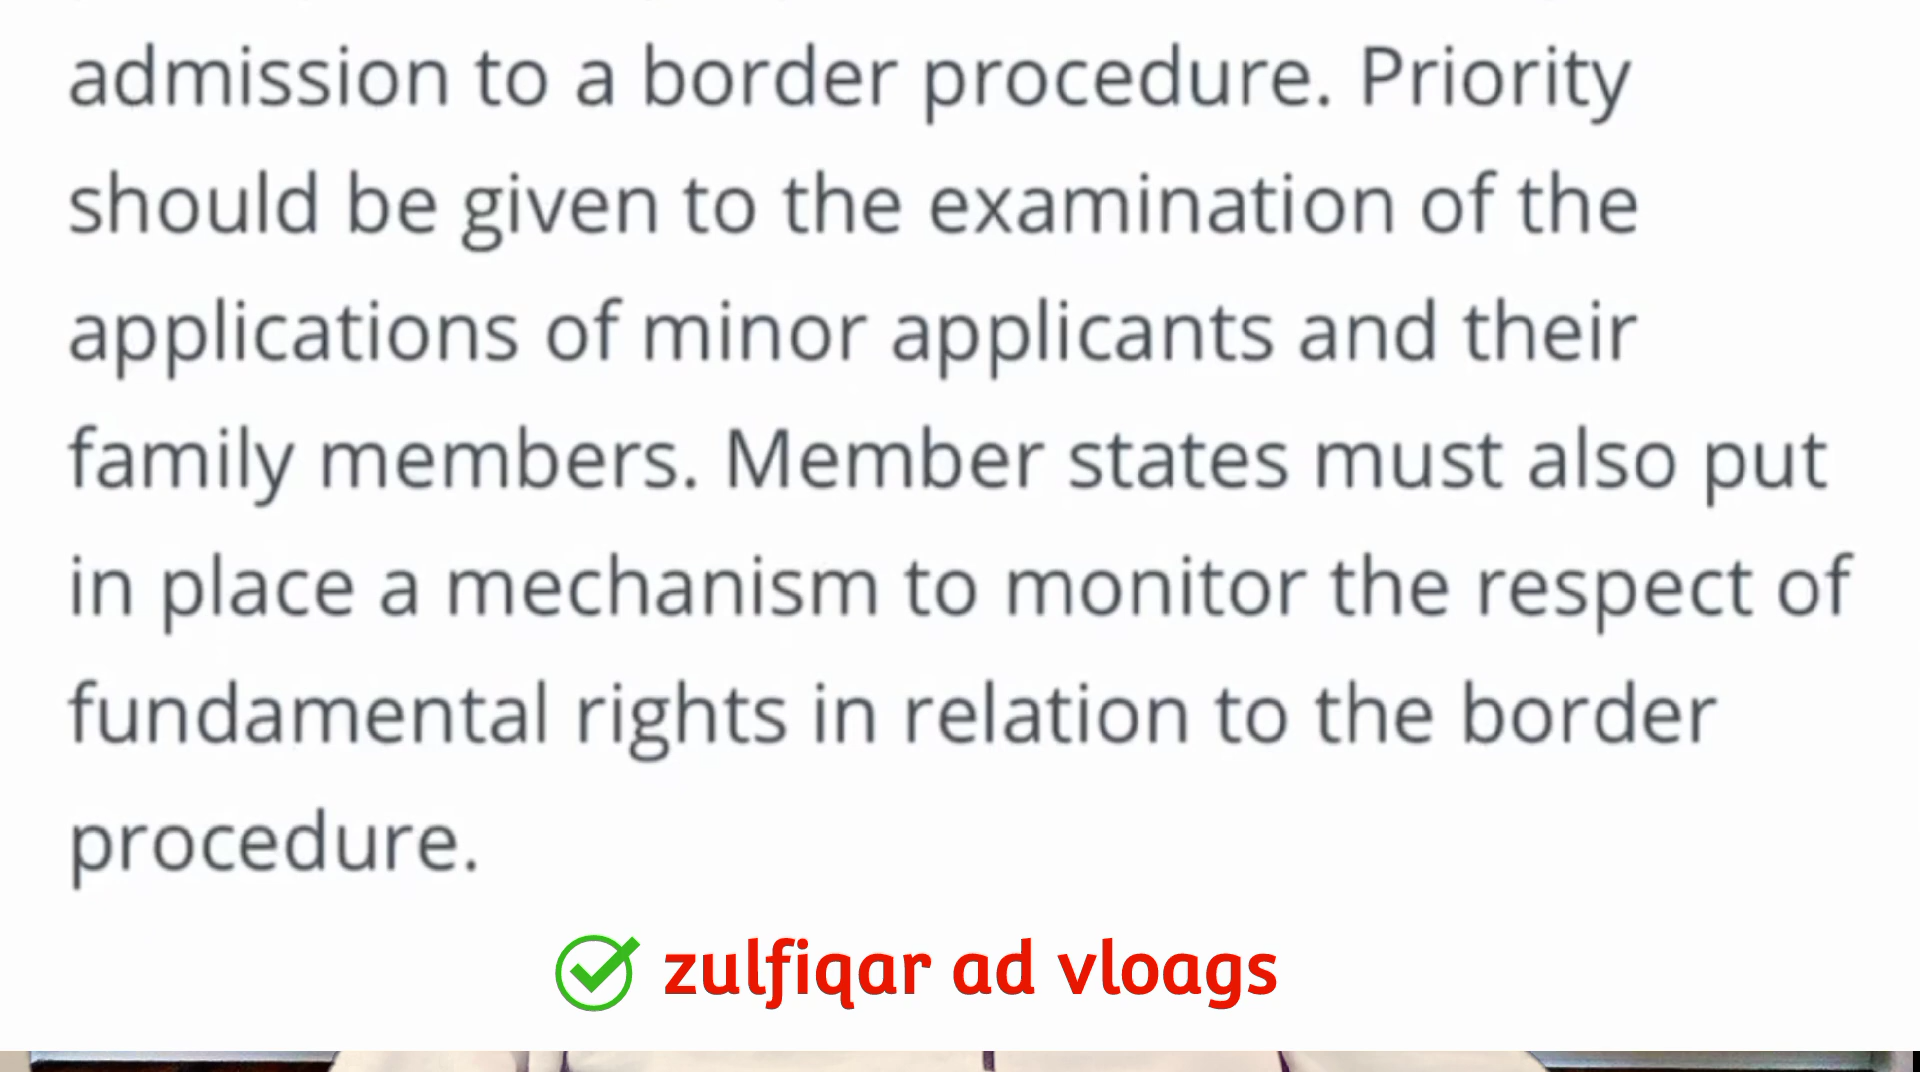 admission to a border procedure. Priority
should be given to the examination of the
applications of minor applicants and their
family members. Member states must also put
in place a mechanism to monitor the respect of
fundamental rights in relation to the border
procedure.
zulfiqar ad vloags